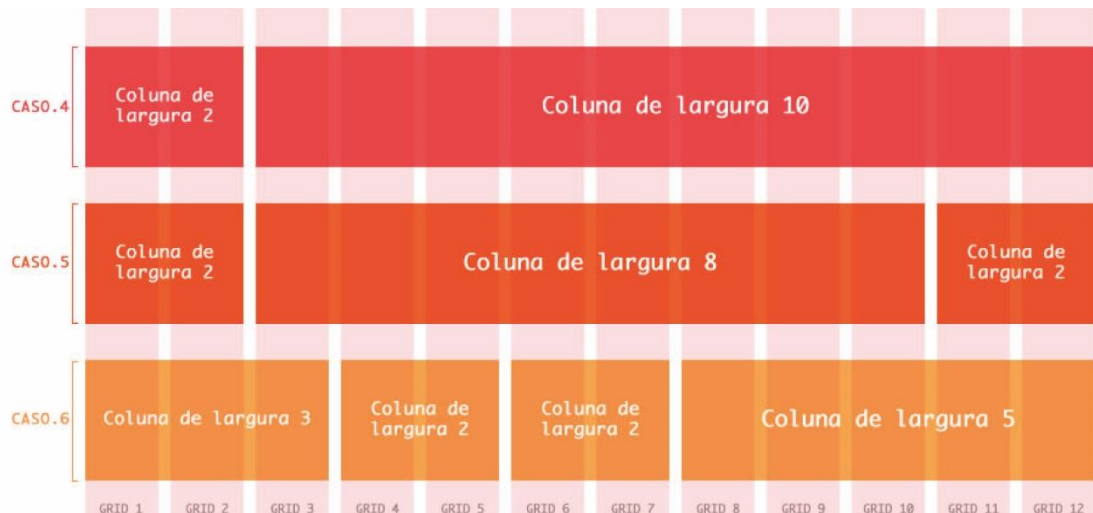 CASO.4
Coluna de
largura 2
Coluna de largura 10
CASO.5
Coluna de
largura 2
Coluna de largura 8
Coluna de
largura 2
CASO.6
Coluna de largura 3
Coluna de
largura 2
Coluna de
largura 2
Coluna de largura 5
GRID 1 GRID 2 GRID 3 GRID 4 GRID 5 GRID 6 GRID 7 GRID 8 GRID 9 GRID 10 GRID 11 GRID 12